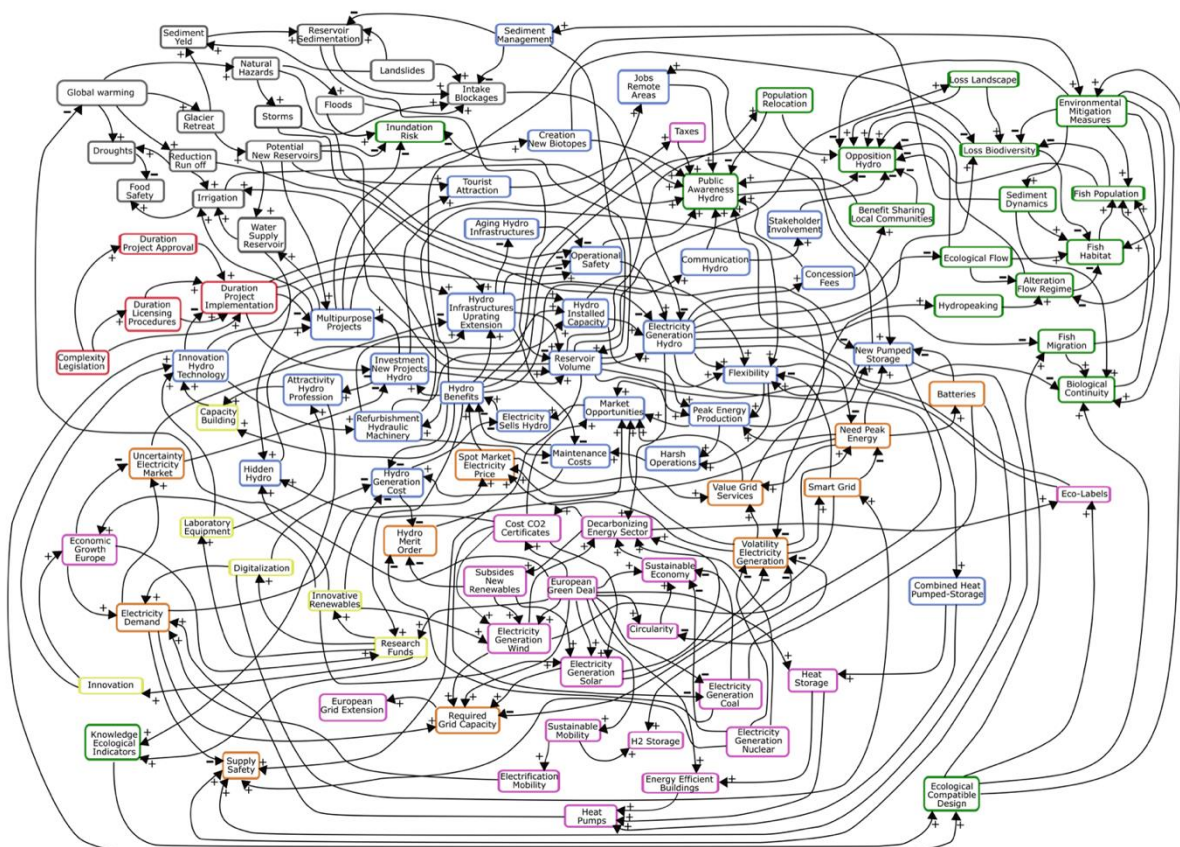 Sediment
Yeld
Reservoir
Sedimentation
Sediment
Management
Natural
Hazards
Landslides
Jobs
Remote
Areas
Loss Landscape
Global warming
Floods
Intake
Blockages
Population
Relocation
Environmental
Mitigation
Measures
Glacier
Retreat
Storms
Inundation
Risk
Creation
New Biotopes
Taxes
Droughts
Reduction
Run off
Potential
New Reservoirs
Opposition
Hydro
Loss Biodiversity
Food
Safety
Irrigation
Tourist
Attraction
Public
Awareness
Hydro
Sediment
Dynamics
Fish Population
Water
Supply
Reservoir
Aging Hydro
Infrastructures
Stakeholder
Involvement
Benefit Sharing
Local Communities
Duration
Project Approval
Operational
Safety
Communication
Hydro
Ecological Flow
Fish
Habitat
Duration
Project
Implementation
Concession
Fees
Alteration
Flow Regime
Duration
Licensing
Procedures
Multipurpose
Projects
Hydro
Infrastructures
Uprating
Extension
Hydro
Installed
Capacity
Electricity
Generation
Hydro
Hydropeaking
Complexity
Legislation
Innovation
Hydro
Technology
Investment
New Projects
Hydro
Reservoir
Volume
Flexibility
New Pumped
Storage
Fish
Migration
Attractivity
Hydro
Profession
Hydro
Benefits
Biological
Continuity
Capacity
Building
Refurbishment
Hydraulic
Machinery
Electricity
Sells Hydro
Market
Opportunities
Peak Energy
Production
Batteries
Need Peak
Energy
Uncertainty
Electricity
Market
Hidden
Hydro
Hydro
Generation
Cost
Spot Market
Electricity
Price
Maintenance
Costs
Harsh
Operations
Value Grid
Services
Smart Grid
Eco-Labels
Economic
Growth
Europe
Laboratory
Equipment
Hydro
Merit
Order
Cost CO2
Certificates
Decarbonizing
Energy Sector
Volatility
Electricity
Generation
Digitalization
Subsides
New
Renewables
European
Green Deal
Sustainable
Economy
Combined Heat
Pumped-Storage
Electricity
Demand
Innovative
Renewables
Research
Funds
Electricity
Generation
Wind
Circularity
Innovation
Electricity
Generation
Solar
Electricity
Generation
Coal
Heat
Storage
European
Grid Extension
Required
Grid Capacity
Knowledge
Ecological
Indicators
Sustainable
Mobility
H2 Storage
Electricity
Generation
Nuclear
Supply
Safety
Electrification
Mobility
Energy Efficient
Buildings
Heat
Pumps
Ecological
Compatible
Design